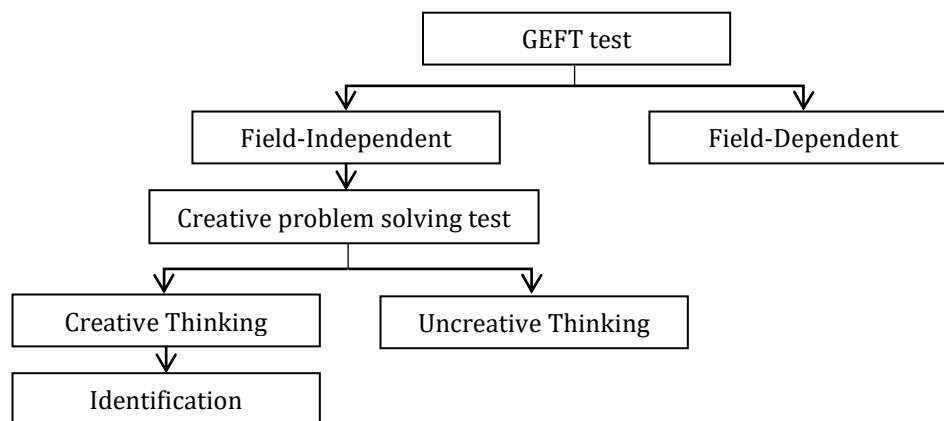 GEFT test
Field-Independent
Field-Dependent
Creative problem solving test
Creative Thinking
Uncreative Thinking
Identification